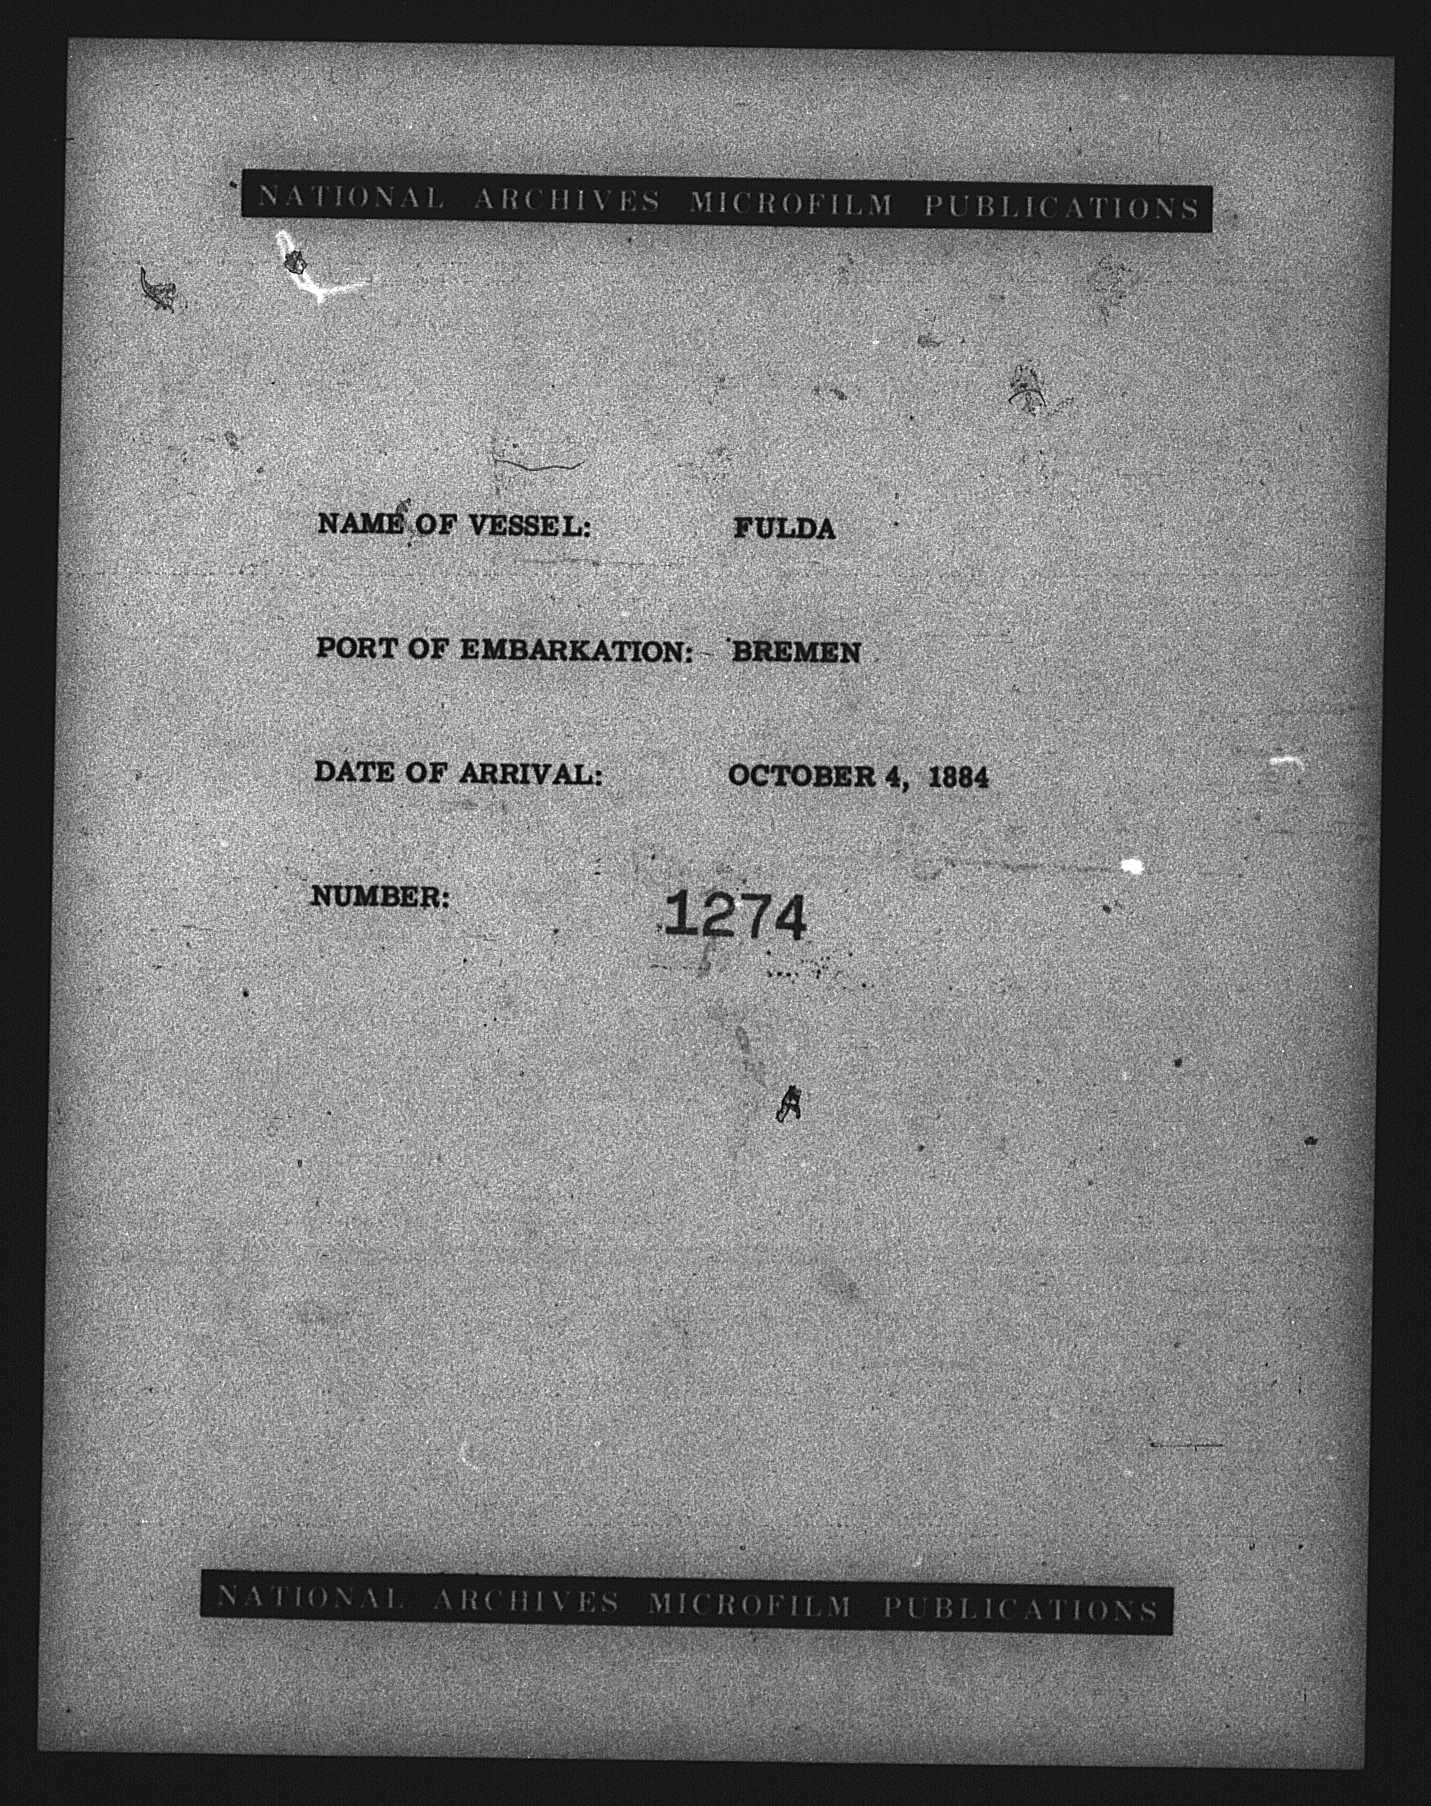 NATIONAL ARCHIVES MICROFILM PUBLICATIONS
NAME OF VESSEL: FULDA
PORT OF EMBARKATION: BREMEN
DATE OF ARRIVAL: OCTOBER 4, 1884
NUMBER: 1274
NATIONAL ARCHIVES MICROFILM PUBLICATIONS